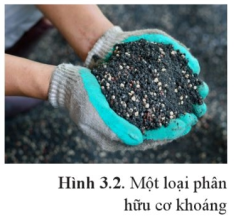 Hình 3.2. Một loại phân
hữu cơ khoáng